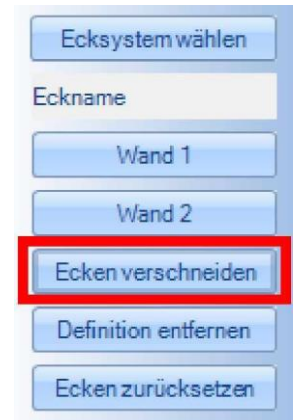 Ecksystem wählen
Eckname
Wand 1
Wand 2
Ecken verschneiden
Definition entfernen
Ecken zurücksetzen